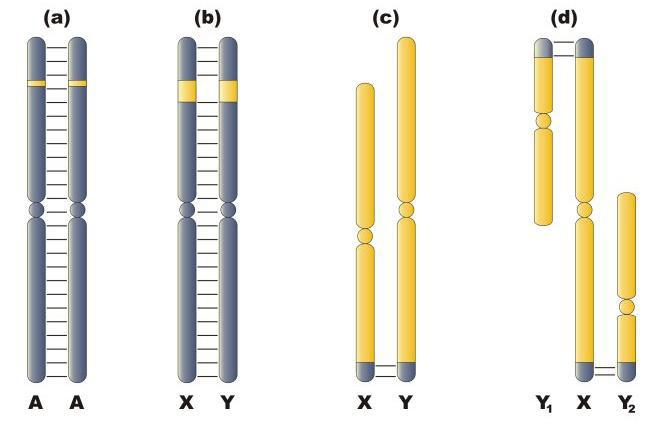 (a) (b) (c) (d)
A A X Y X Y Y₁ X Y₂